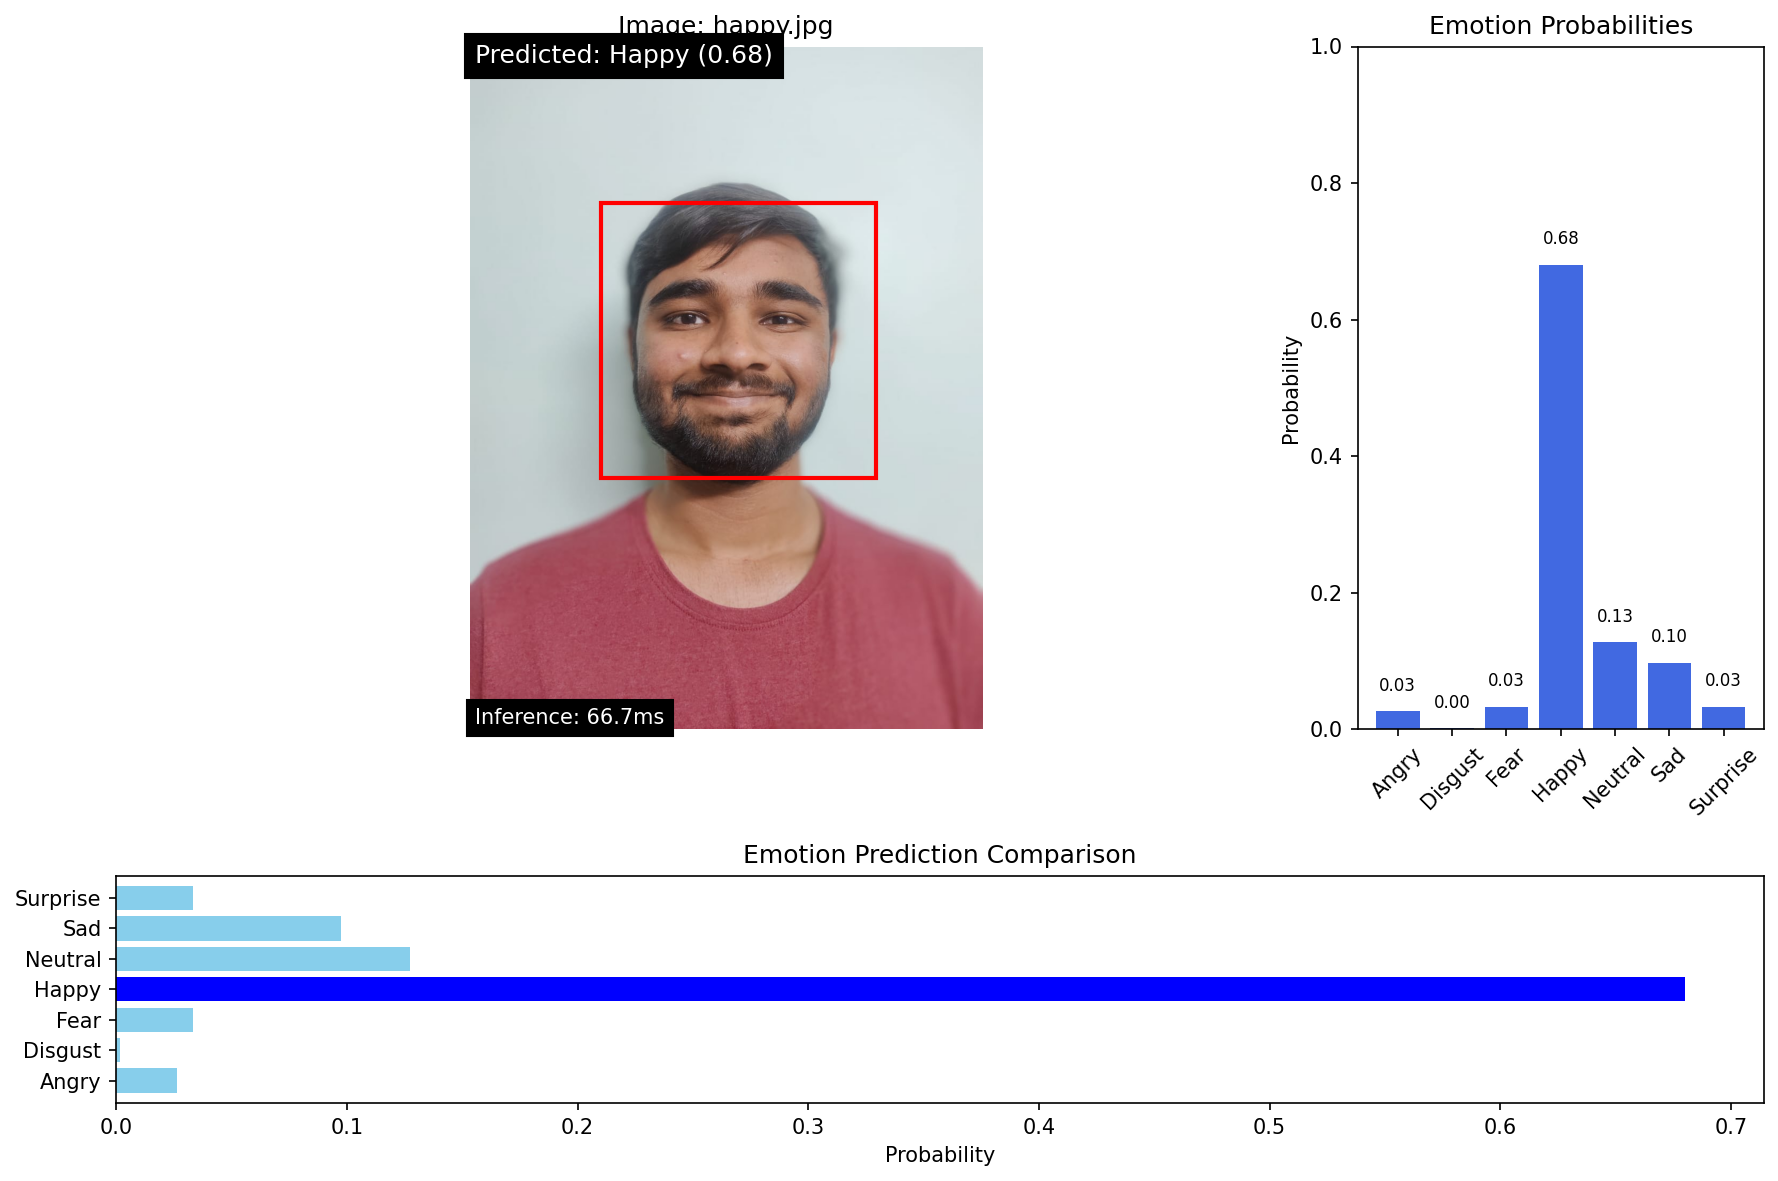 Image: happy.jpg
Predicted: Happy (0.68)
Inference: 66.7ms
Emotion Probabilities
Probability
1.0
0.8
0.6
0.4
0.2
0.0
0.03
0.00
0.03
0.68
0.13
0.10
0.03
Angry
Disgust
Fear
Happy
Neutral
Sad
Surprise
Emotion Prediction Comparison
Surprise
Sad
Neutral
Happy
Fear
Disgust
Angry
0.0 0.1 0.2 0.3 0.4 0.5 0.6 0.7
Probability